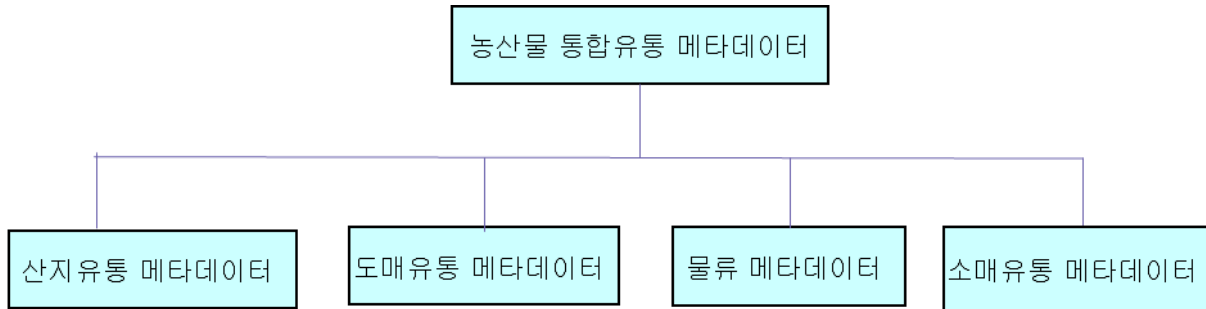 농산물 통합유통 메타데이터
산지유통 메타데이터
도매유통 메타데이터
물류 메타데이터
소매유통 메타데이터